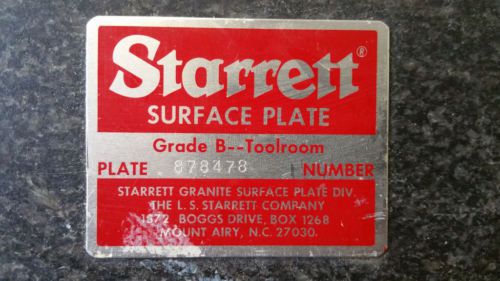 Starrett®
SURFACE PLATE
Grade B--Toolroom
PLATE 878478 NUMBER
STARRETT GRANITE SURFACE PLATE DIV.
THE L. S. STARRETT COMPANY
1872 BOGGS DRIVE, BOX 1268
MOUNT AIRY, N.C. 27030.